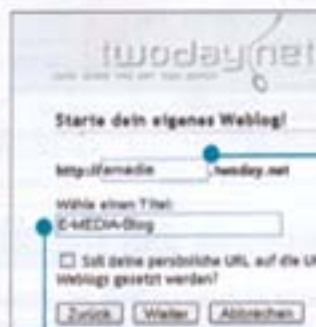 twoday.net
Starte dein eigenes Weblog!
http://emedia .twoday.net
Wähle einen Titel:
E-MEDIA-Blog
Soll deine persönliche URL auf die
Weblogs gesetzt werden?
Zurück Weiter Abbrechen